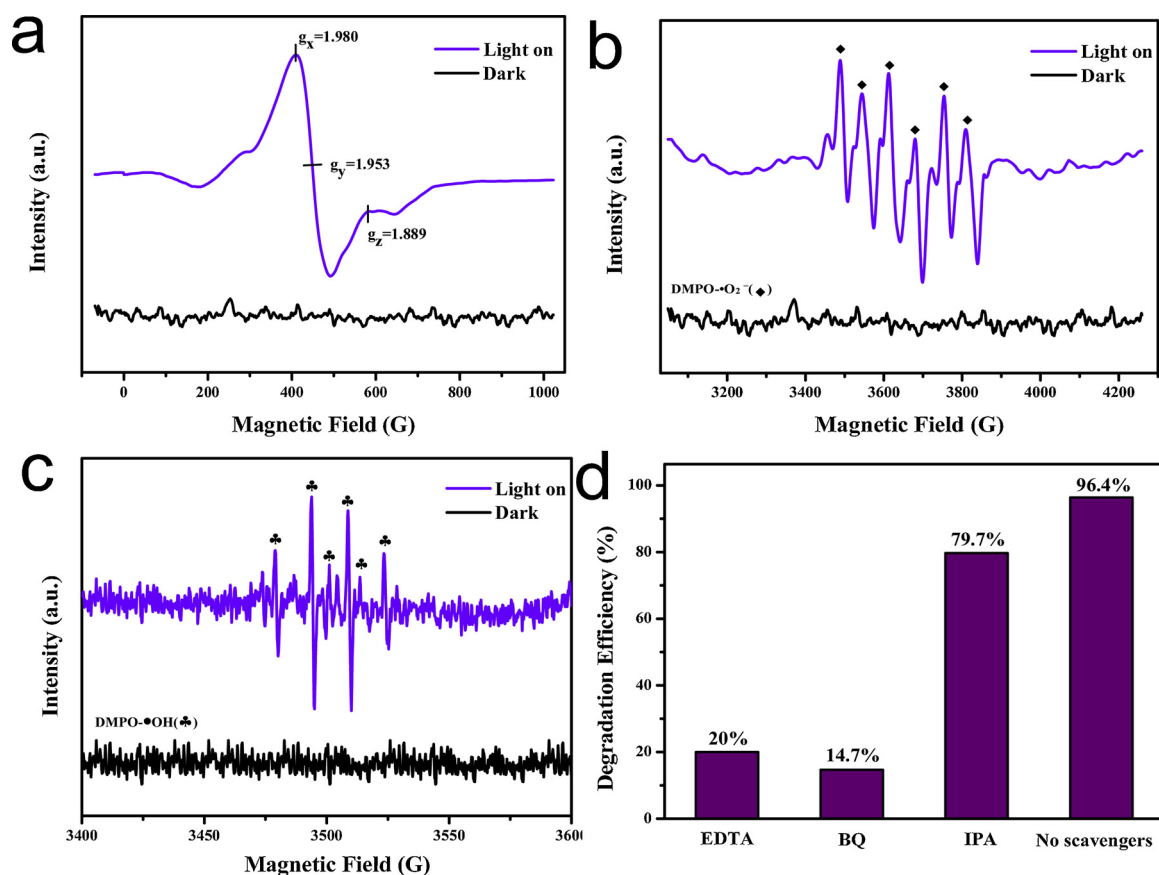 a
gx=1.980
Light on
Dark
gy=1.953
gz=1.889
Intensity (a.u.)
0 200 400 600 800 1000
Magnetic Field (G)
b
Light on
Dark
DMPO-•O2⁻(◆)
Intensity (a.u.)
3200 3400 3600 3800 4000 4200
Magnetic Field (G)
c
Light on
Dark
DMPO-●OH(♣)
Intensity (a.u.)
3400 3450 3500 3550 3600
Magnetic Field (G)
d
Degradation Efficiency (%)
100
80
60
40
20
0
20%
14.7%
79.7%
96.4%
EDTA BQ IPA No scavengers